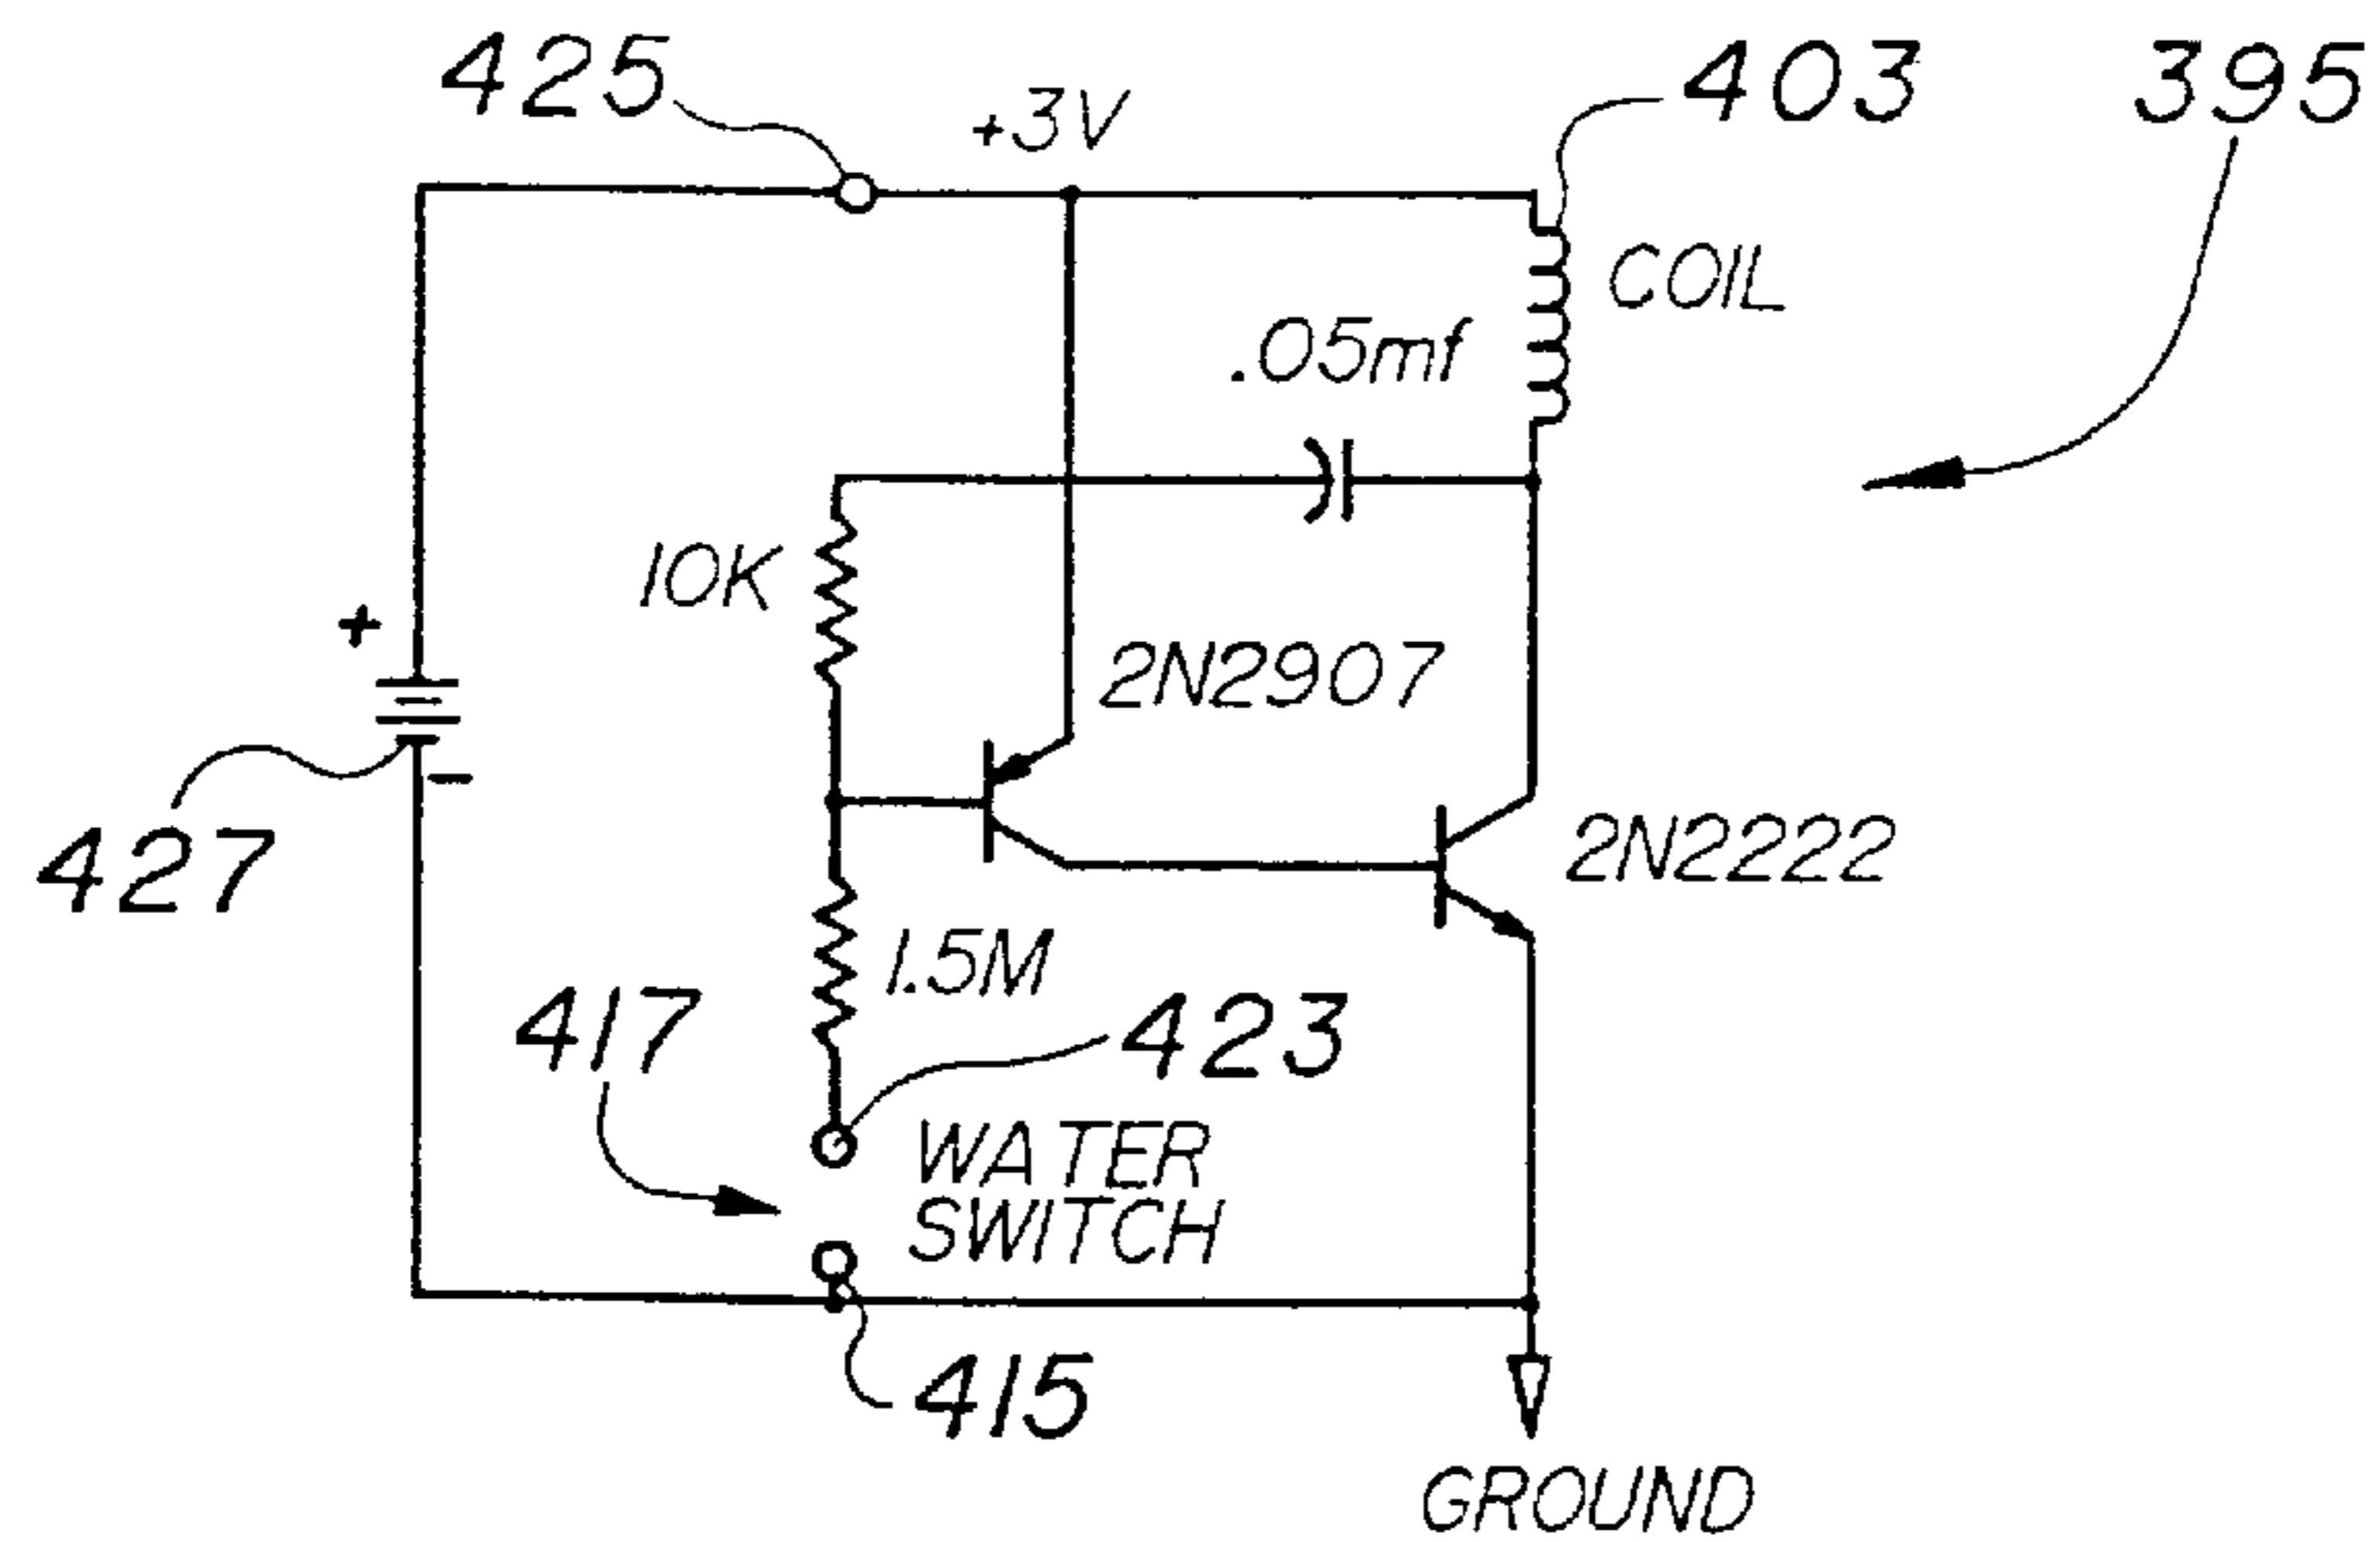 425
+3V
403
395
COIL
.05mf
10K
+
2N2907
-
427
2N2222
1.5M
417
423
WATER
SWITCH
415
GROUND